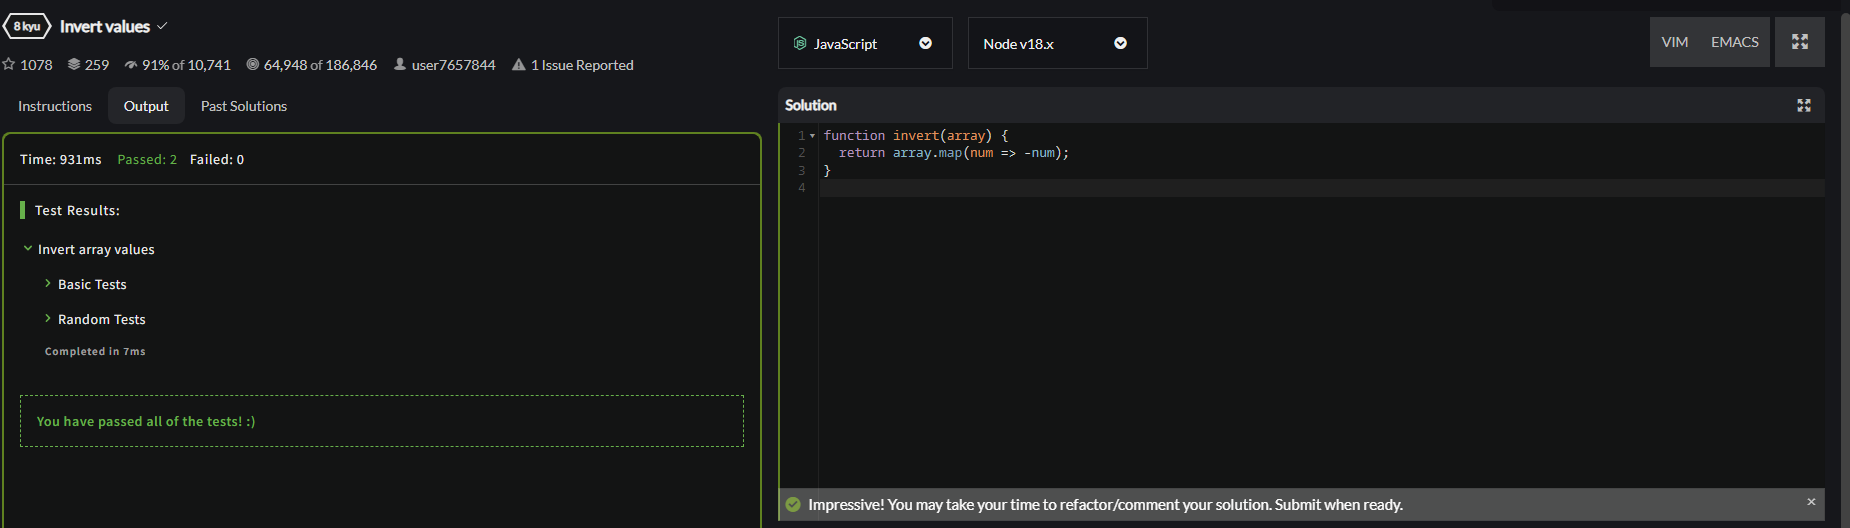 8 kyu Invert values
1078 259 91% of 10,741 64,948 of 186,846 user7657844 1 Issue Reported
Instructions Output Past Solutions
Time: 931ms Passed: 2 Failed: 0
Test Results:
Invert array values
Basic Tests
Random Tests
Completed in 7ms
You have passed all of the tests! :)
JavaScript Node v18.x VIM EMACS
Solution
1 function invert(array) {
2 return array.map(num => -num);
3 }
4
Impressive! You may take your time to refactor/comment your solution. Submit when ready. ×